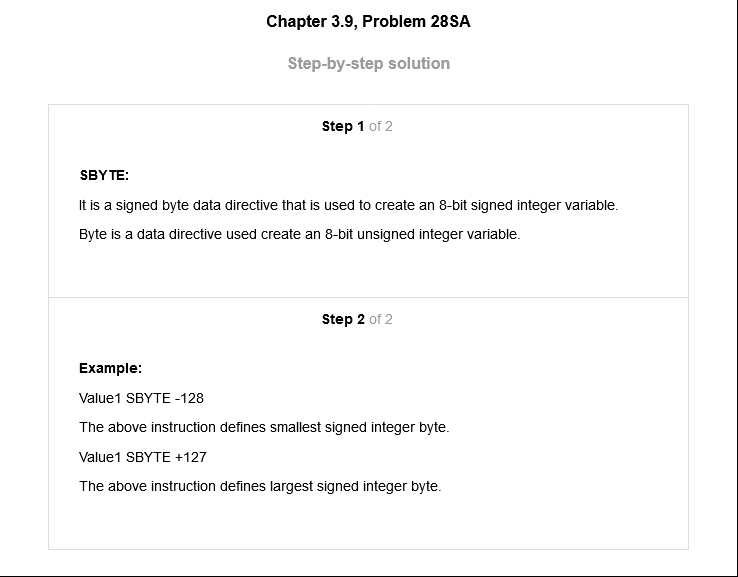 Chapter 3.9, Problem 28SA
Step-by-step solution
Step 1 of 2
SBYTE:
It is a signed byte data directive that is used to create an 8-bit signed integer variable.
Byte is a data directive used create an 8-bit unsigned integer variable.
Step 2 of 2
Example:
Value1 SBYTE -128
The above instruction defines smallest signed integer byte.
Value1 SBYTE +127
The above instruction defines largest signed integer byte.